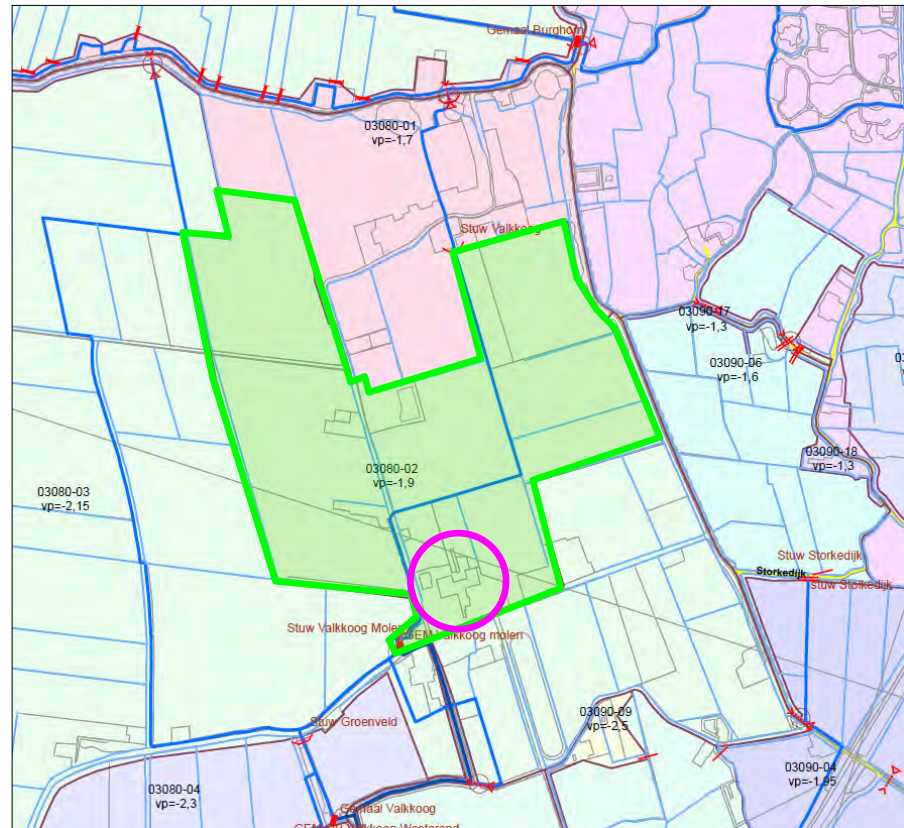 Gemaal Burghorn
03080-01
vp=-1,7
Stuw Valkkoog
03090-17
vp=-1,3
03090-06
vp=-1,6
03090-18
vp=-1,3
03080-02
vp=-1,9
03080-03
vp=-2,15
Stuw Storkedijk
Storkedijk
stuw Stolkedijk
Stuw Valkkoog Molen
GEM Valkkoog molen
03090-09
vp=-2,5
Stuw Groenveld
03090-04
vp=-1,95
03080-04
vp=-2,3
Gemaal Valkkoog